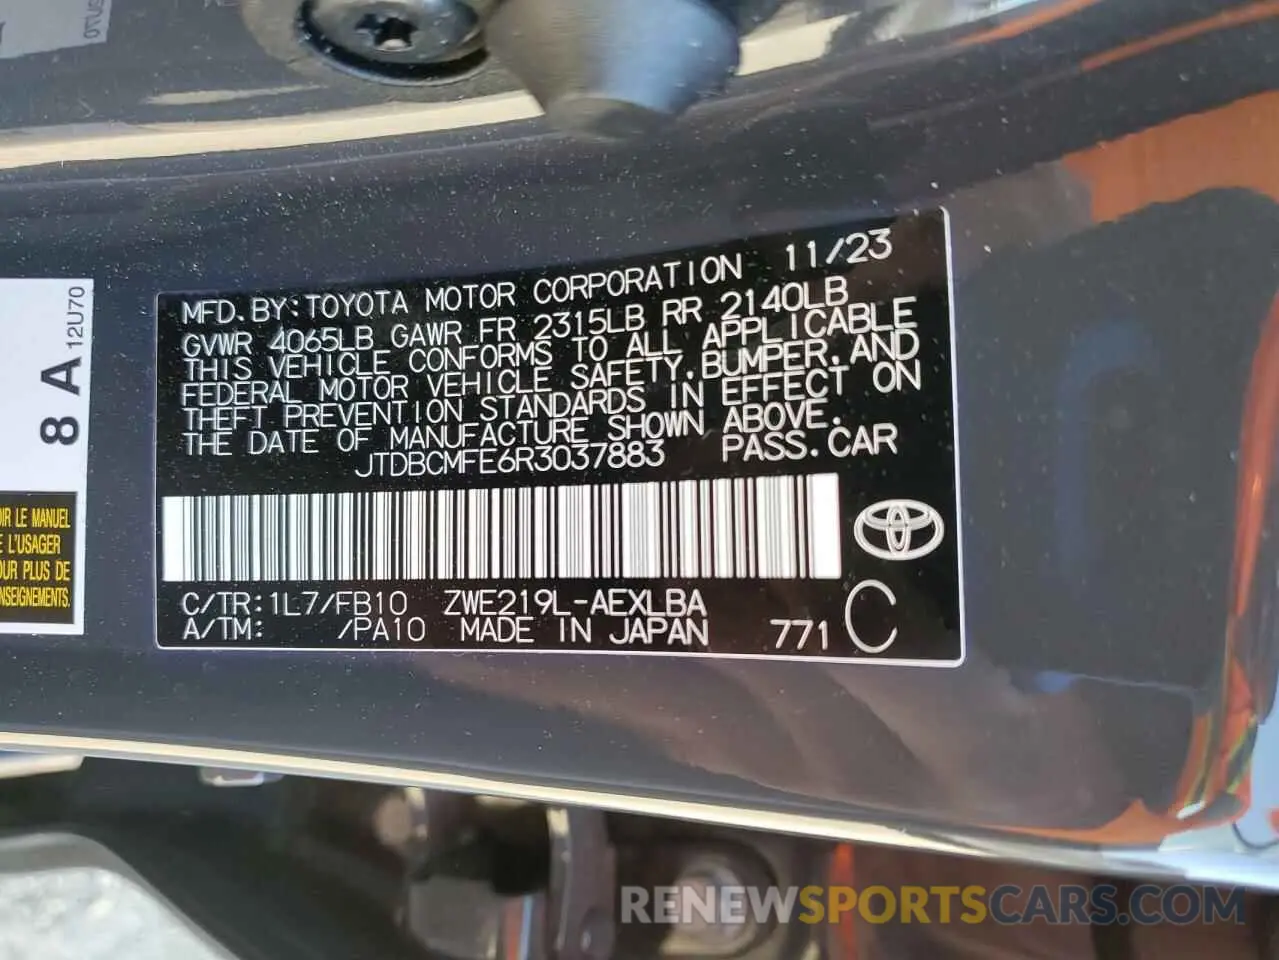 MFD.BY:TOYOTA MOTOR CORPORATION 11/23
GVWR 4065LB GAWR FR 2315LB RR 2140LB
THIS VEHICLE CONFORMS TO ALL APPLICABLE
FEDERAL MOTOR VEHICLE SAFETY,BUMPER,AND
THEFT PREVENTION STANDARDS IN EFFECT ON
THE DATE OF MANUFACTURE SHOWN ABOVE.
JTDBCMFE6R3037883 PASS.CAR
C/TR:1L7/FB10 ZWE219L-AEXLBA
A/TM: /PA10 MADE IN JAPAN 771 C
8 A
12U70
LE MANUEL
L'USAGER
PLUS DE
RENEWSPORTSCARS.COM